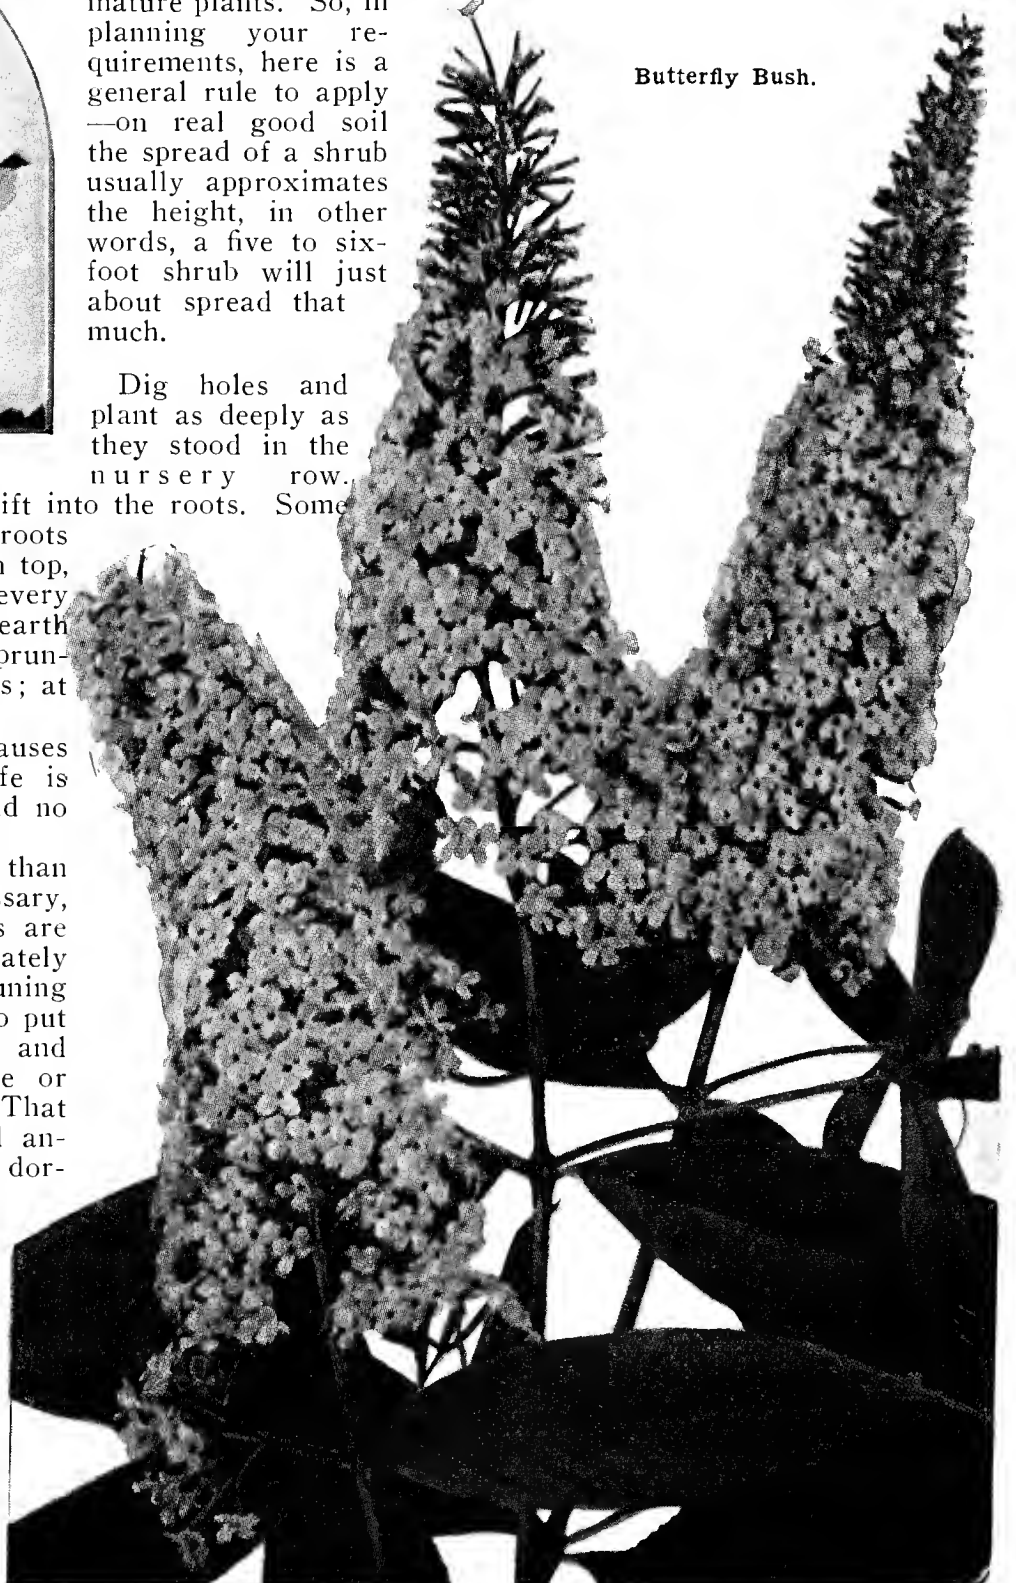 mature plants. So, in
planning your re-
quirements, here is a
general rule to apply
—on real good soil
the spread of a shrub
usually approximates
the height, in other
words, a five to six-
foot shrub will just
about spread that
much.
Dig holes and
plant as deeply as
they stood in the
nursery row.
ift into the roots. Some
roots
top,
every
earth
prun-
s; at
auses
fe is
d no
than
sary,
s are
ately
uning
put
and
e or
That
an-
dor-
Butterfly Bush.